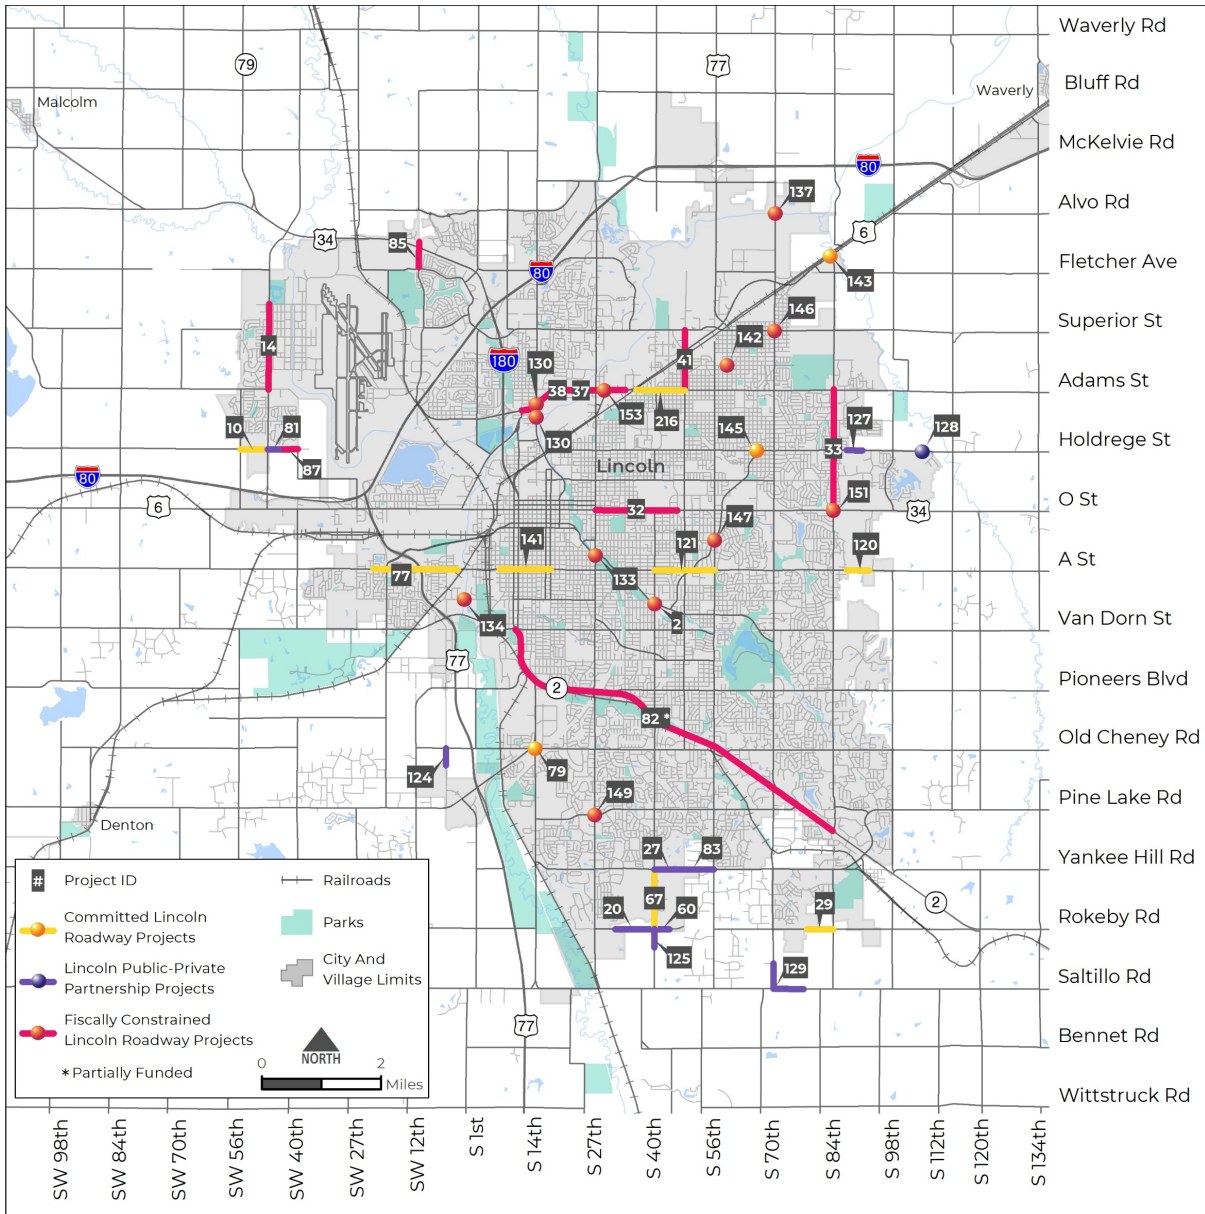 Waverly Rd
79
77
Bluff Rd
Waverly
Malcolm
McKelvie Rd
80
137
Alvo Rd
34
85
6
Fletcher Ave
80
143
146
Superior St
14
180
130
142
41
Adams St
38
37
153
216
10
81
145
127
128
130
Holdrege St
33
87
Lincoln
80
6
151
O St
32
34
147
141
121
120
A St
77
133
134
2
Van Dorn St
77
Pioneers Blvd
2
82 *
Old Cheney Rd
124
79
149
Pine Lake Rd
Denton
27
83
Yankee Hill Rd
67
2
20
60
29
Rokeby Rd
125
129
Saltillo Rd
77
Bennet Rd
Wittstruck Rd
# Project ID
Committed Lincoln
Roadway Projects
Lincoln Public-Private
Partnership Projects
Fiscally Constrained
Lincoln Roadway Projects
*Partially Funded
Railroads
Parks
City And
Village Limits
NORTH
0 2
Miles
SW 98th
SW 84th
SW 70th
SW 56th
SW 40th
SW 27th
SW 12th
S 1st
S 14th
S 27th
S 40th
S 56th
S 70th
S 84th
S 98th
S 112th
S 120th
S 134th